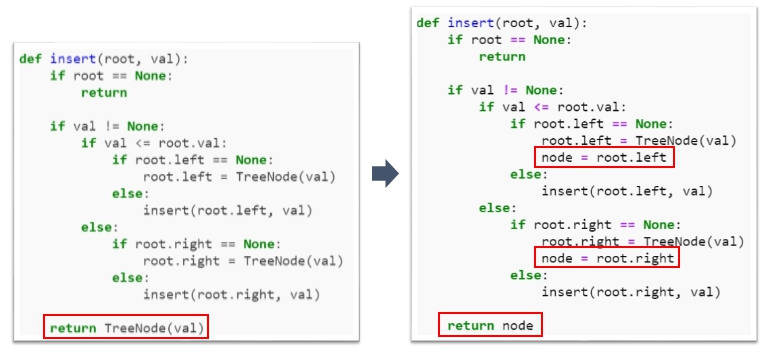 def insert(root, val):
    if root == None:
        return
    if val != None:
        if val <= root.val:
            if root.left == None:
                root.left = TreeNode(val)
            else:
                insert(root.left, val)
        else:
            if root.right == None:
                root.right = TreeNode(val)
            else:
                insert(root.right, val)
    return TreeNode(val)
def insert(root, val):
    if root == None:
        return
    if val != None:
        if val <= root.val:
            if root.left == None:
                root.left = TreeNode(val)
                node = root.left
            else:
                insert(root.left, val)
        else:
            if root.right == None:
                root.right = TreeNode(val)
                node = root.right
            else:
                insert(root.right, val)
    return node